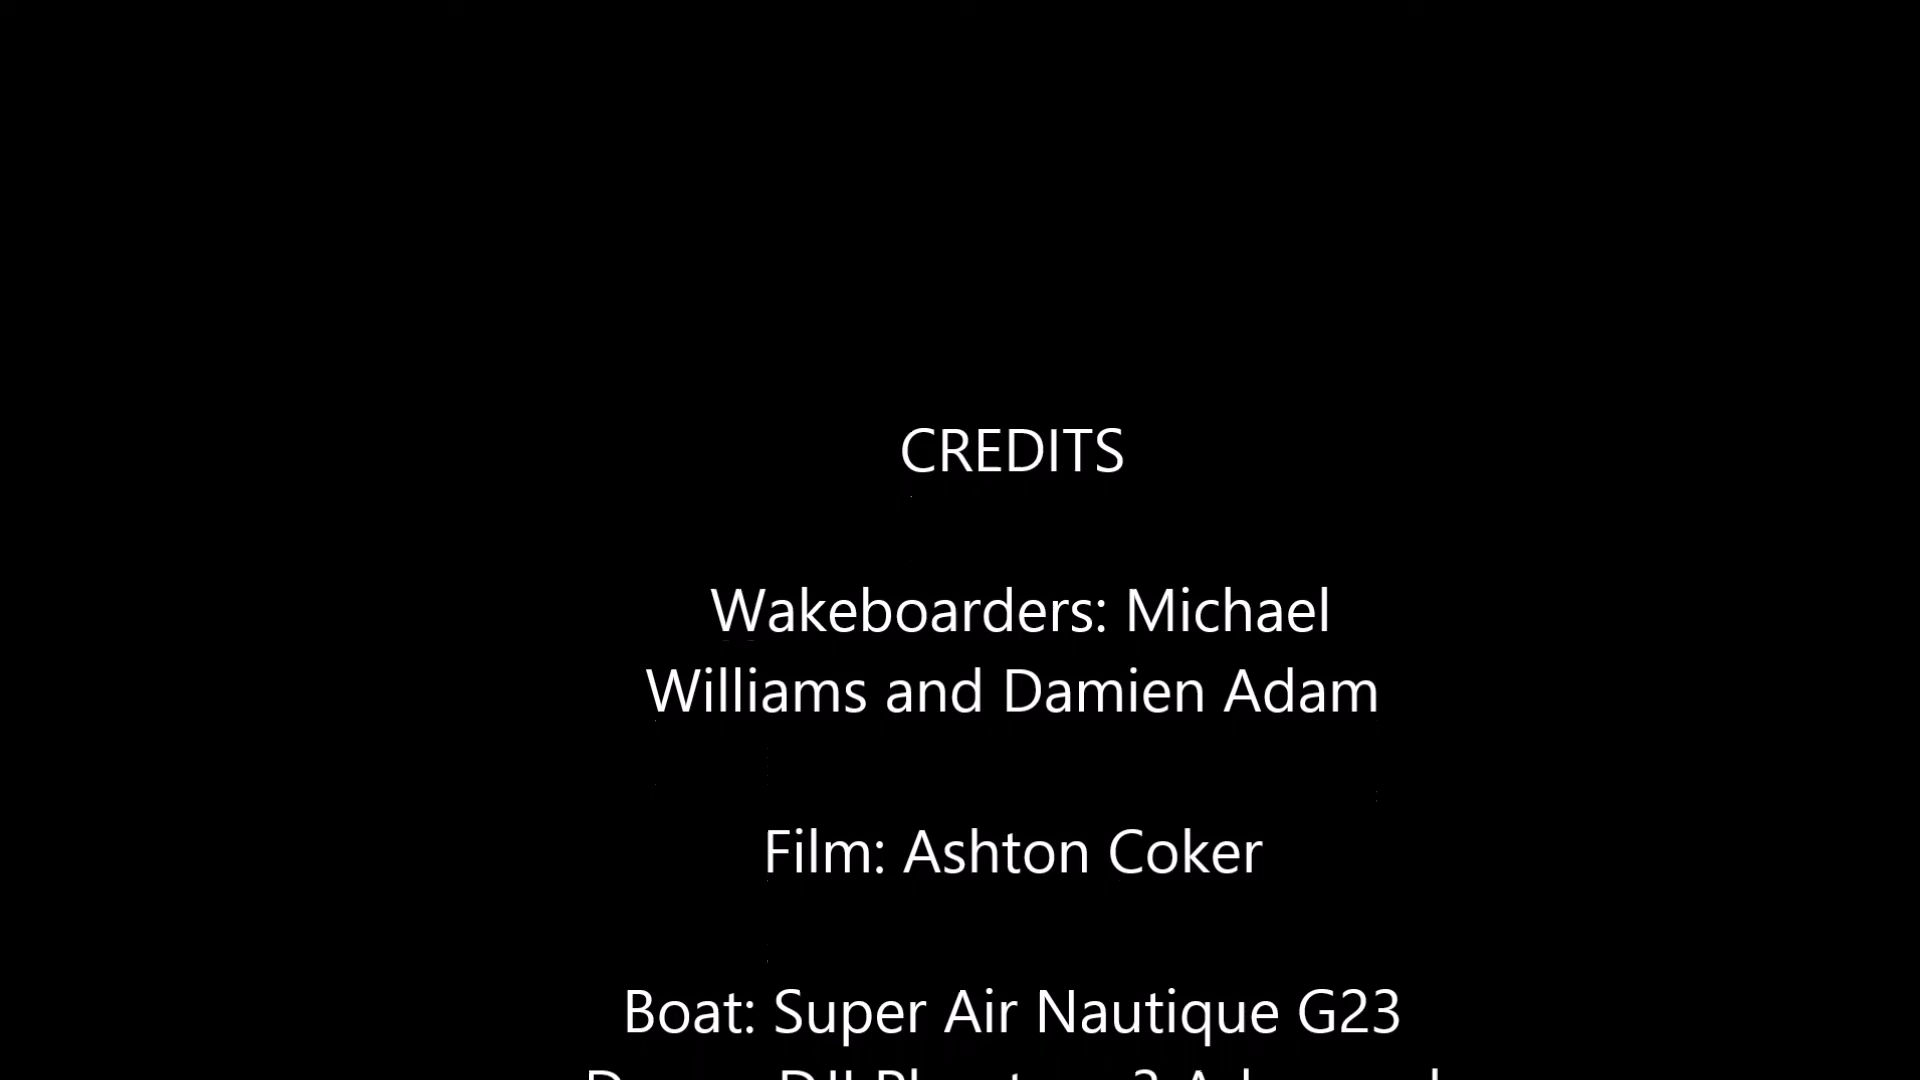 CREDITS
Wakeboarders: Michael
Williams and Damien Adam
Film: Ashton Coker
Boat: Super Air Nautique G23